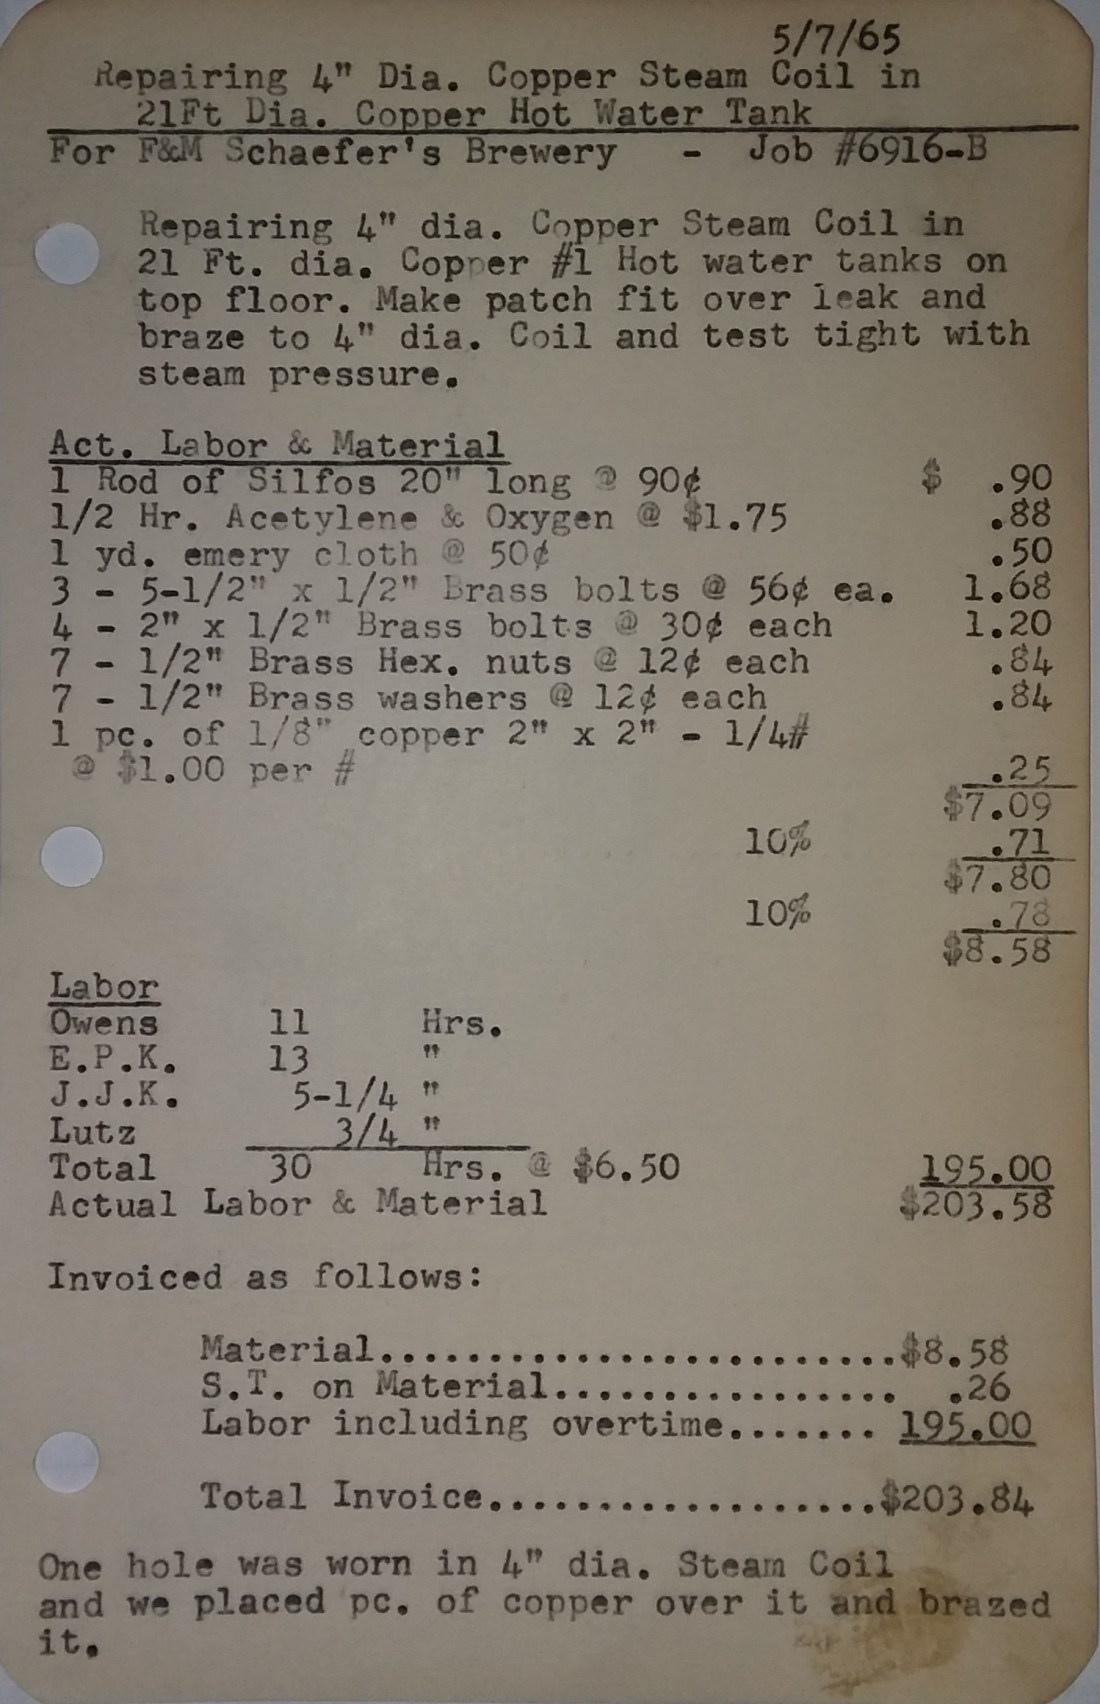 5/7/65
Repairing 4" Dia. Copper Steam Coil in
21Ft Dia. Copper Hot Water Tank
For F&M Schaefer's Brewery - Job #6916-B
Repairing 4" dia. Copper Steam Coil in
21 Ft. dia. Copper #1 Hot water tanks on
top floor. Make patch fit over leak and
braze to 4" dia. Coil and test tight with
steam pressure.
Act. Labor & Material
1 Rod of Silfos 20" long @ 90¢ $ .90
1/2 Hr. Acetylene & Oxygen @ $1.75 .88
1 yd. emery cloth @ 50¢ .50
3 - 5-1/2" x 1/2" Brass bolts @ 56¢ ea. 1.68
4 - 2" x 1/2" Brass bolts @ 30¢ each 1.20
7 - 1/2" Brass Hex. nuts @ 12¢ each .84
7 - 1/2" Brass washers @ 12¢ each .84
1 pc. of 1/8" copper 2" x 2" - 1/4#
@ $1.00 per # .25
$7.09
10% .71
$7.80
10% .78
$8.58
Labor
Owens 11 Hrs.
E.P.K. 13 "
J.J.K. 5-1/4 "
Lutz 3/4 "
Total 30 Hrs. @ $6.50 195.00
Actual Labor & Material $203.58
Invoiced as follows:
Material.........................$8.58
S.T. on Material................ .26
Labor including overtime....... 195.00
Total Invoice...................$203.84
One hole was worn in 4" dia. Steam Coil
and we placed pc. of copper over it and brazed
it.